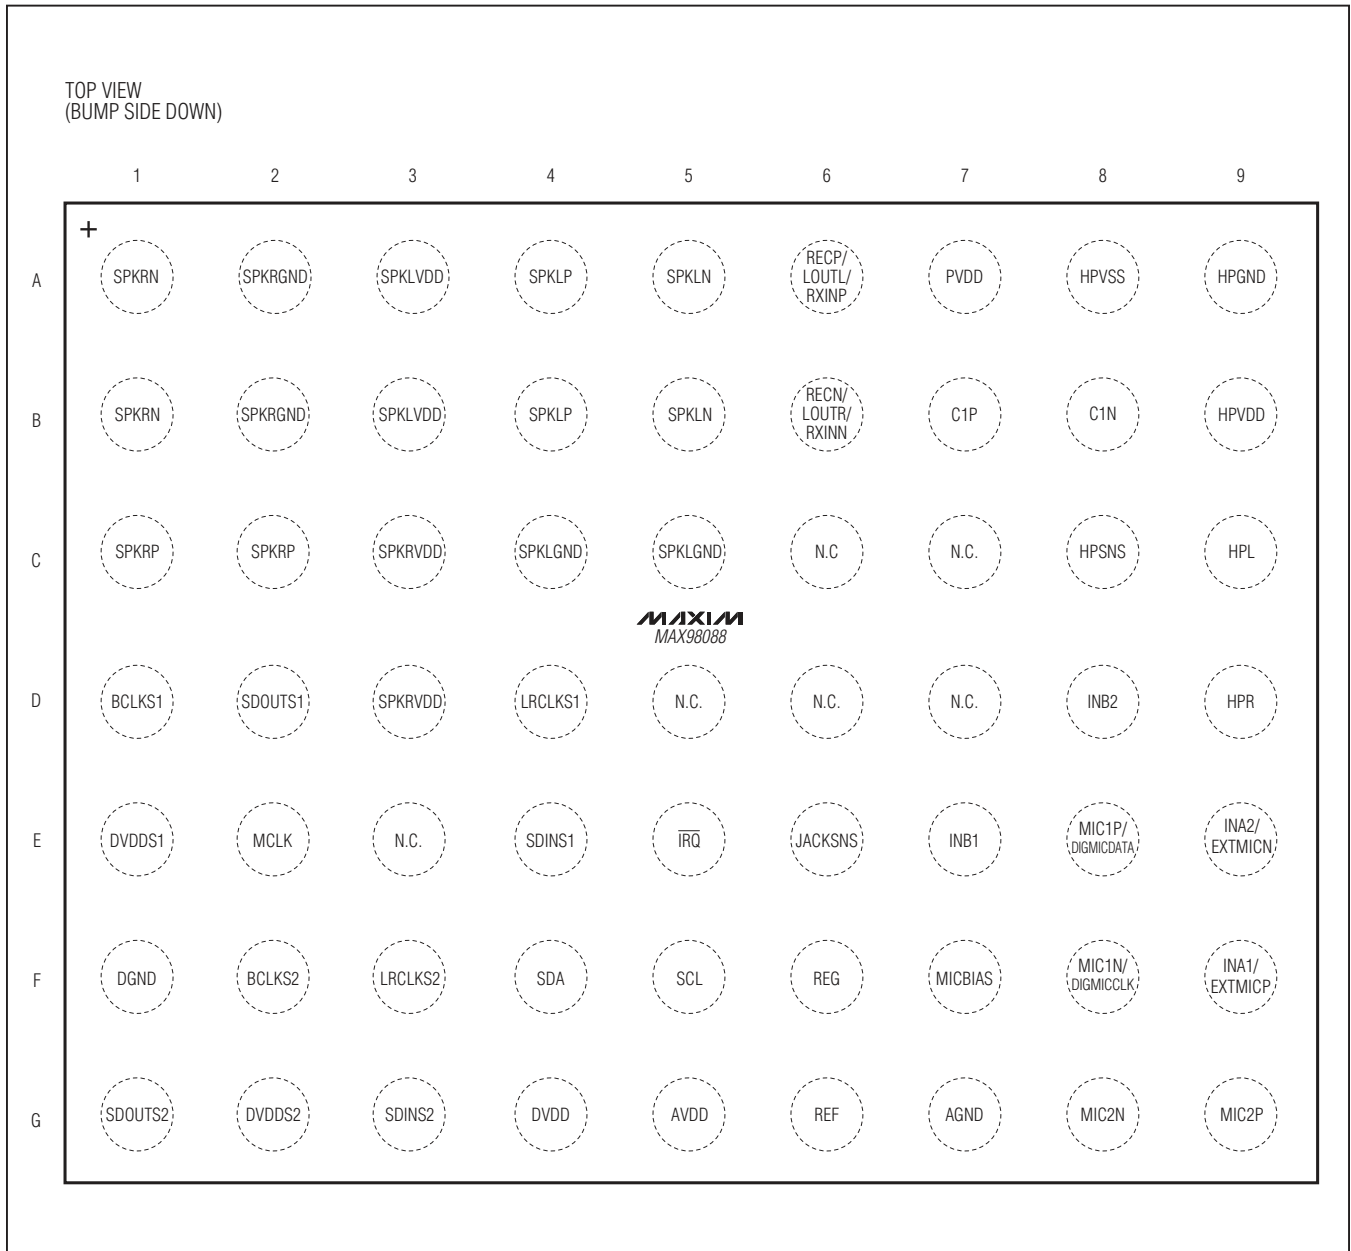 TOP VIEW
(BUMP SIDE DOWN)
1 2 3 4 5 6 7 8 9
+
A SPKRN SPKRGND SPKLVDD SPKLP SPKLN RECP/ LOUTL/ RXINP PVDD HPVSS HPGND
B SPKRN SPKRGND SPKLVDD SPKLP SPKLN RECN/ LOUTR/ RXINN C1P C1N HPVDD
C SPKRP SPKRP SPKRVDD SPKLGND SPKLGND N.C N.C. HPSNS HPL
MAXIM
MAX98088
D BCLKS1 SDOUTS1 SPKRVDD LRCLKS1 N.C. N.C. N.C. INB2 HPR
E DVDDS1 MCLK N.C. SDINS1 IRQ JACKSNS INB1 MIC1P/ DIGMICDATA INA2/ EXTMICN
F DGND BCLKS2 LRCLKS2 SDA SCL REG MICBIAS MIC1N/ DIGMICCLK INA1/ EXTMICP
G SDOUTS2 DVDDS2 SDINS2 DVDD AVDD REF AGND MIC2N MIC2P